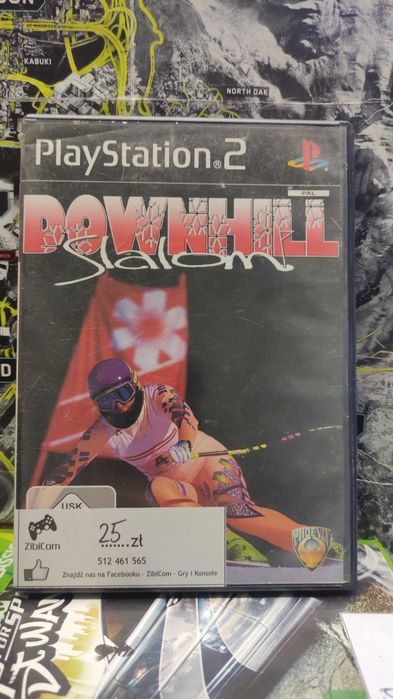 KABUKI
NORTH OAK
PlayStation®2
PAL
DOWNHILL
Slalom
USK
PHOENIX
ZibiCom
25...zł
512 461 565
Znajdź nas na Facebooku - ZibiCom - Gry i Konsole